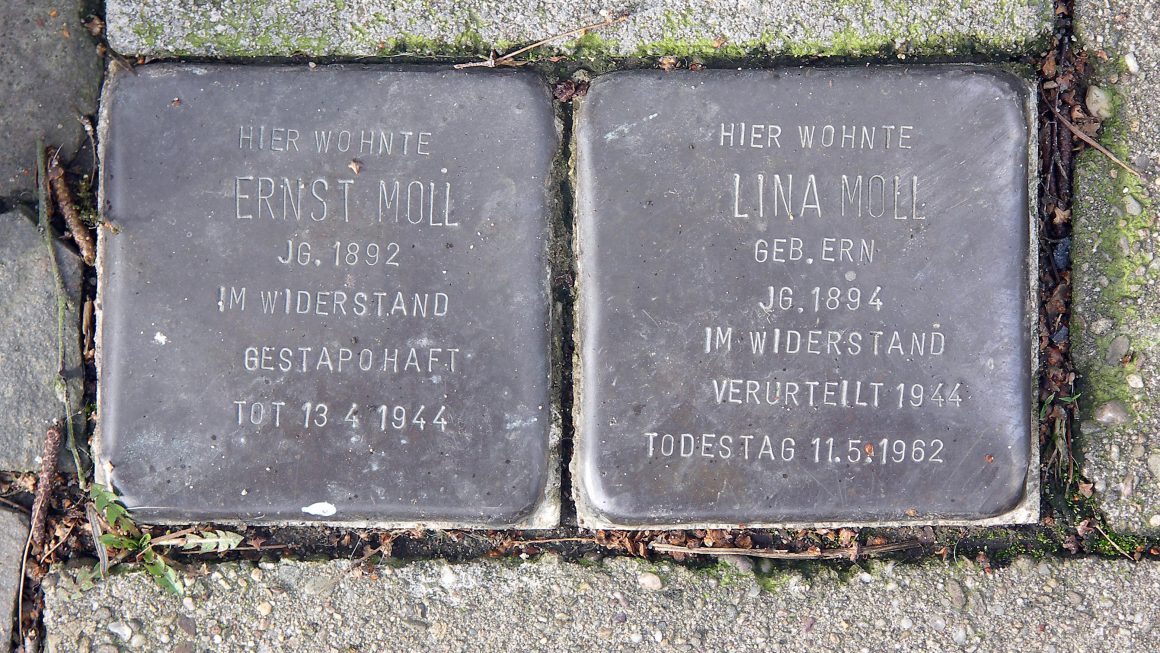 HIER WOHNTE
ERNST MOLL
JG. 1892
IM WIDERSTAND
GESTAPOHAFT
TOT 13 4 1944
HIER WOHNTE
LINA MOLL
GEB. ERN
JG. 1894
IM WIDERSTAND
VERURTEILT 1944
TODESTAG 11.5.1962